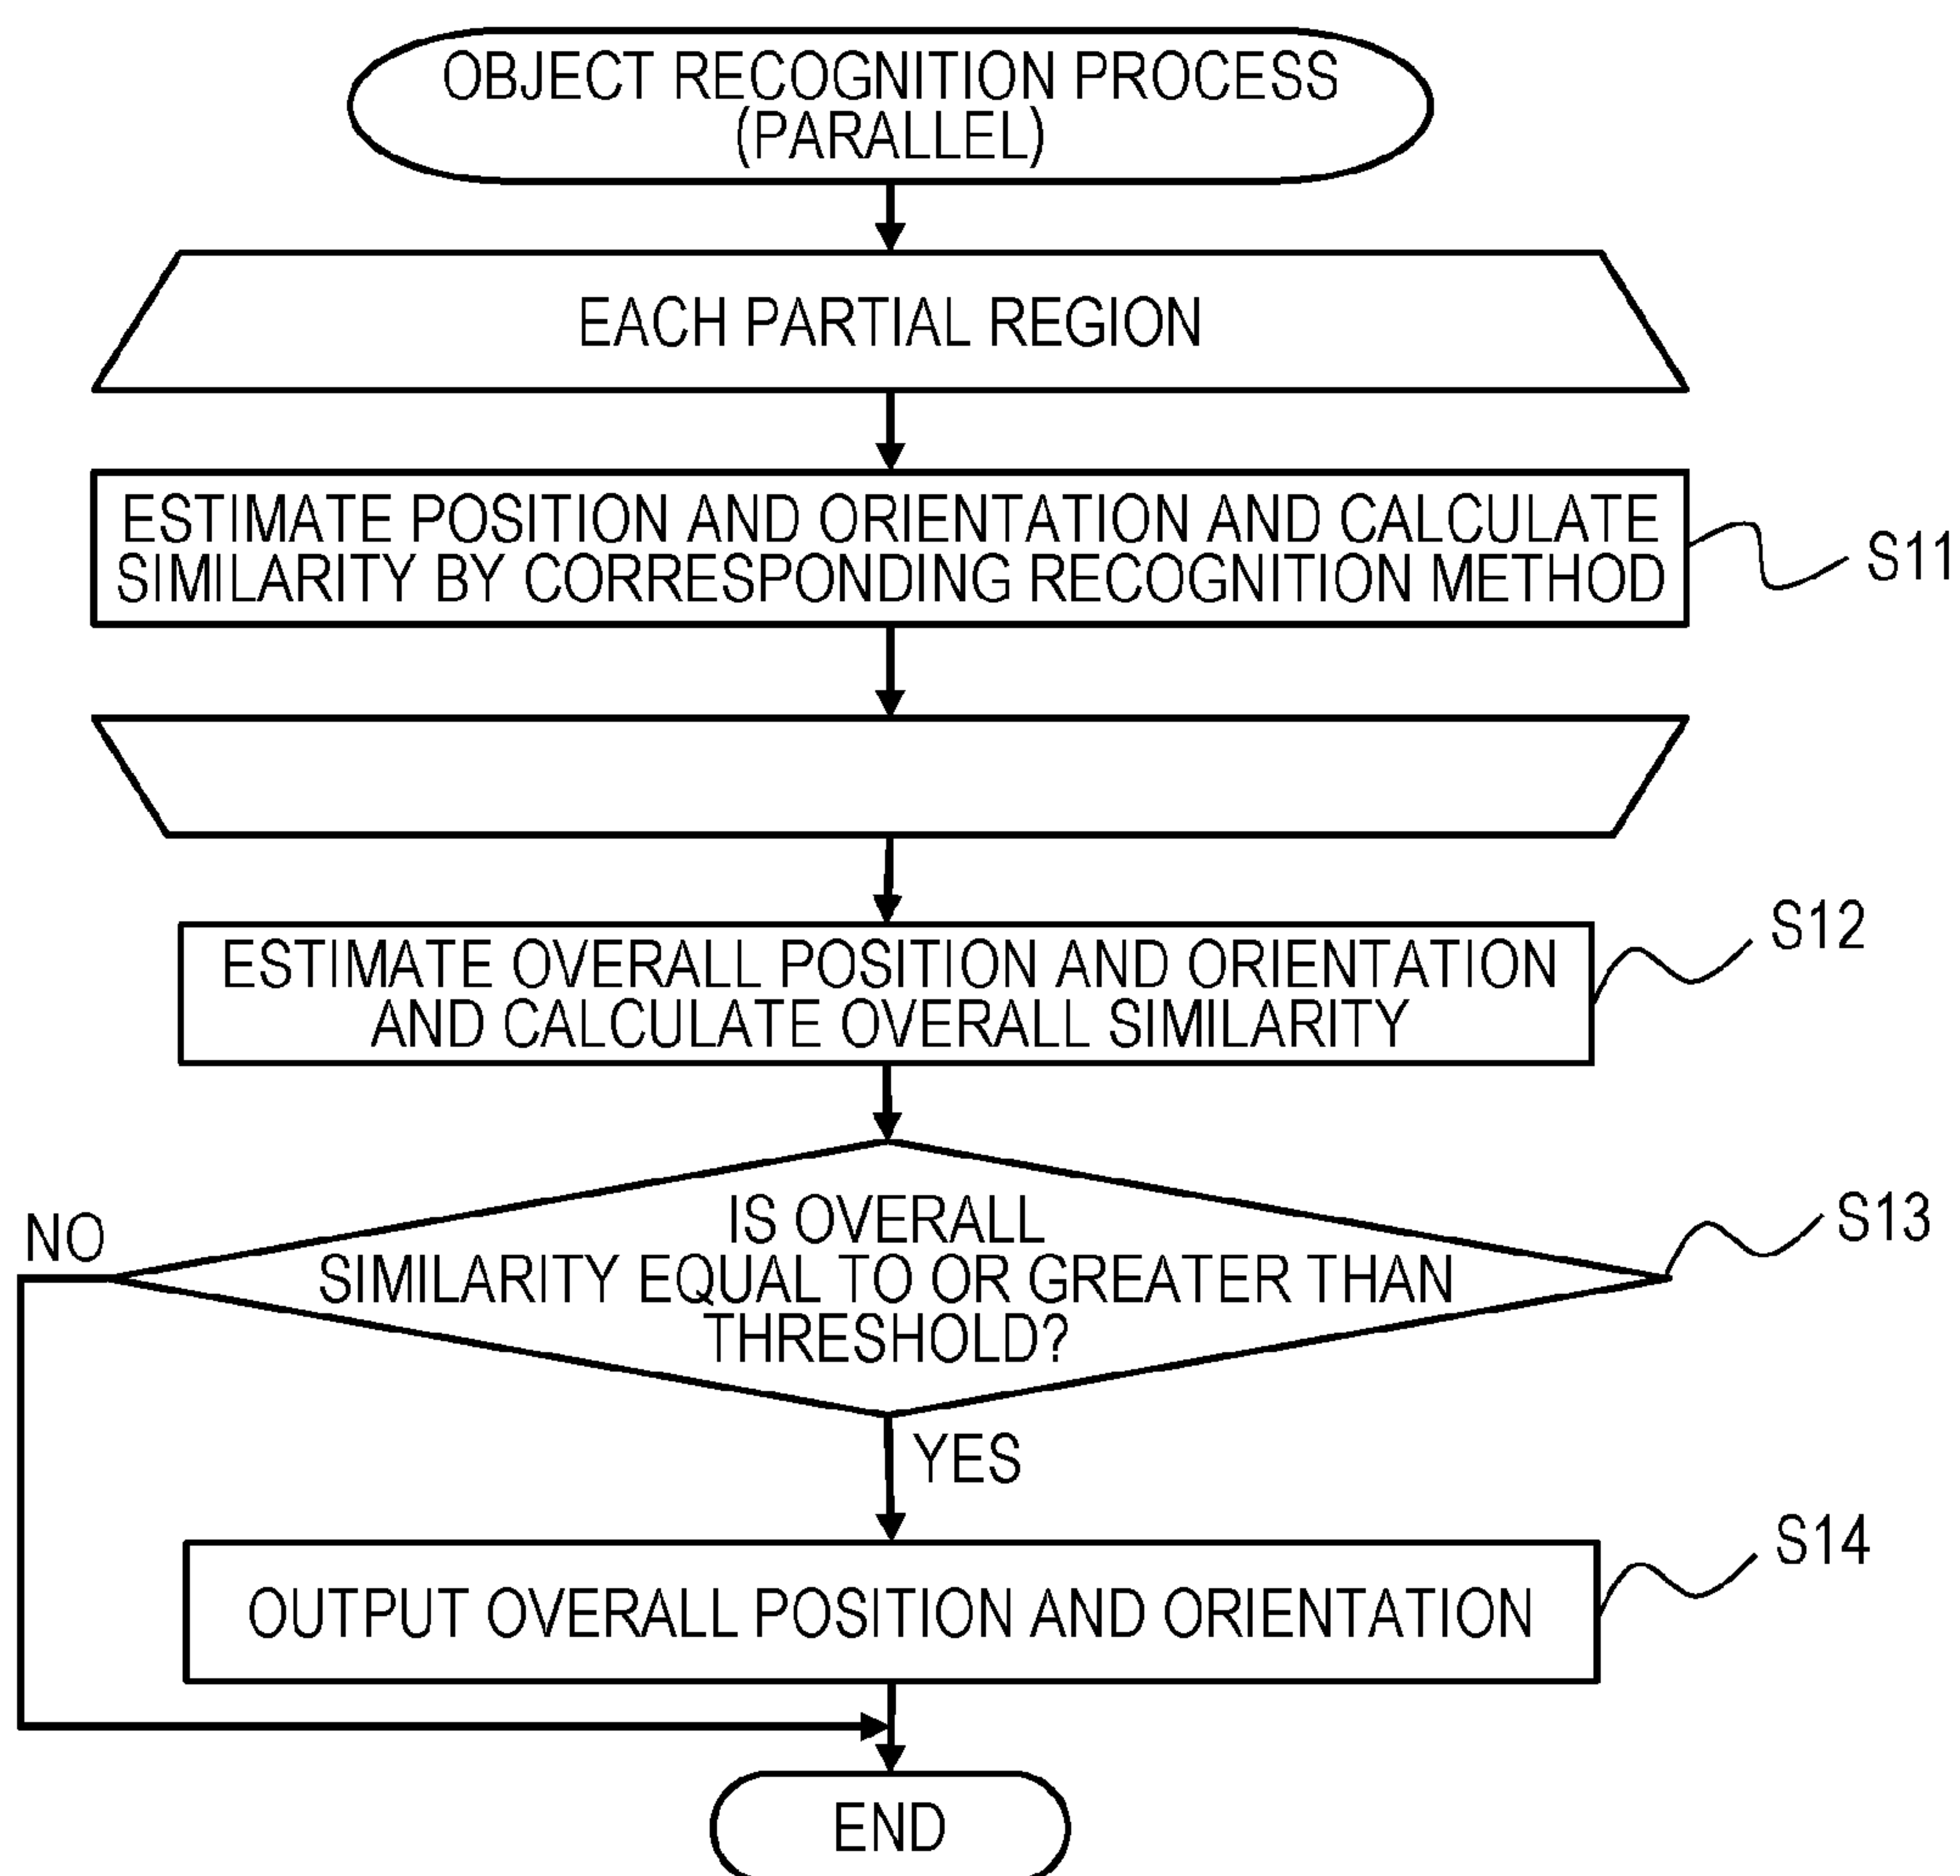 OBJECT RECOGNITION PROCESS
(PARALLEL)
EACH PARTIAL REGION
ESTIMATE POSITION AND ORIENTATION AND CALCULATE
SIMILARITY BY CORRESPONDING RECOGNITION METHOD
S11
ESTIMATE OVERALL POSITION AND ORIENTATION
AND CALCULATE OVERALL SIMILARITY
S12
IS OVERALL
SIMILARITY EQUAL TO OR GREATER THAN
THRESHOLD?
S13
NO
YES
OUTPUT OVERALL POSITION AND ORIENTATION
S14
END